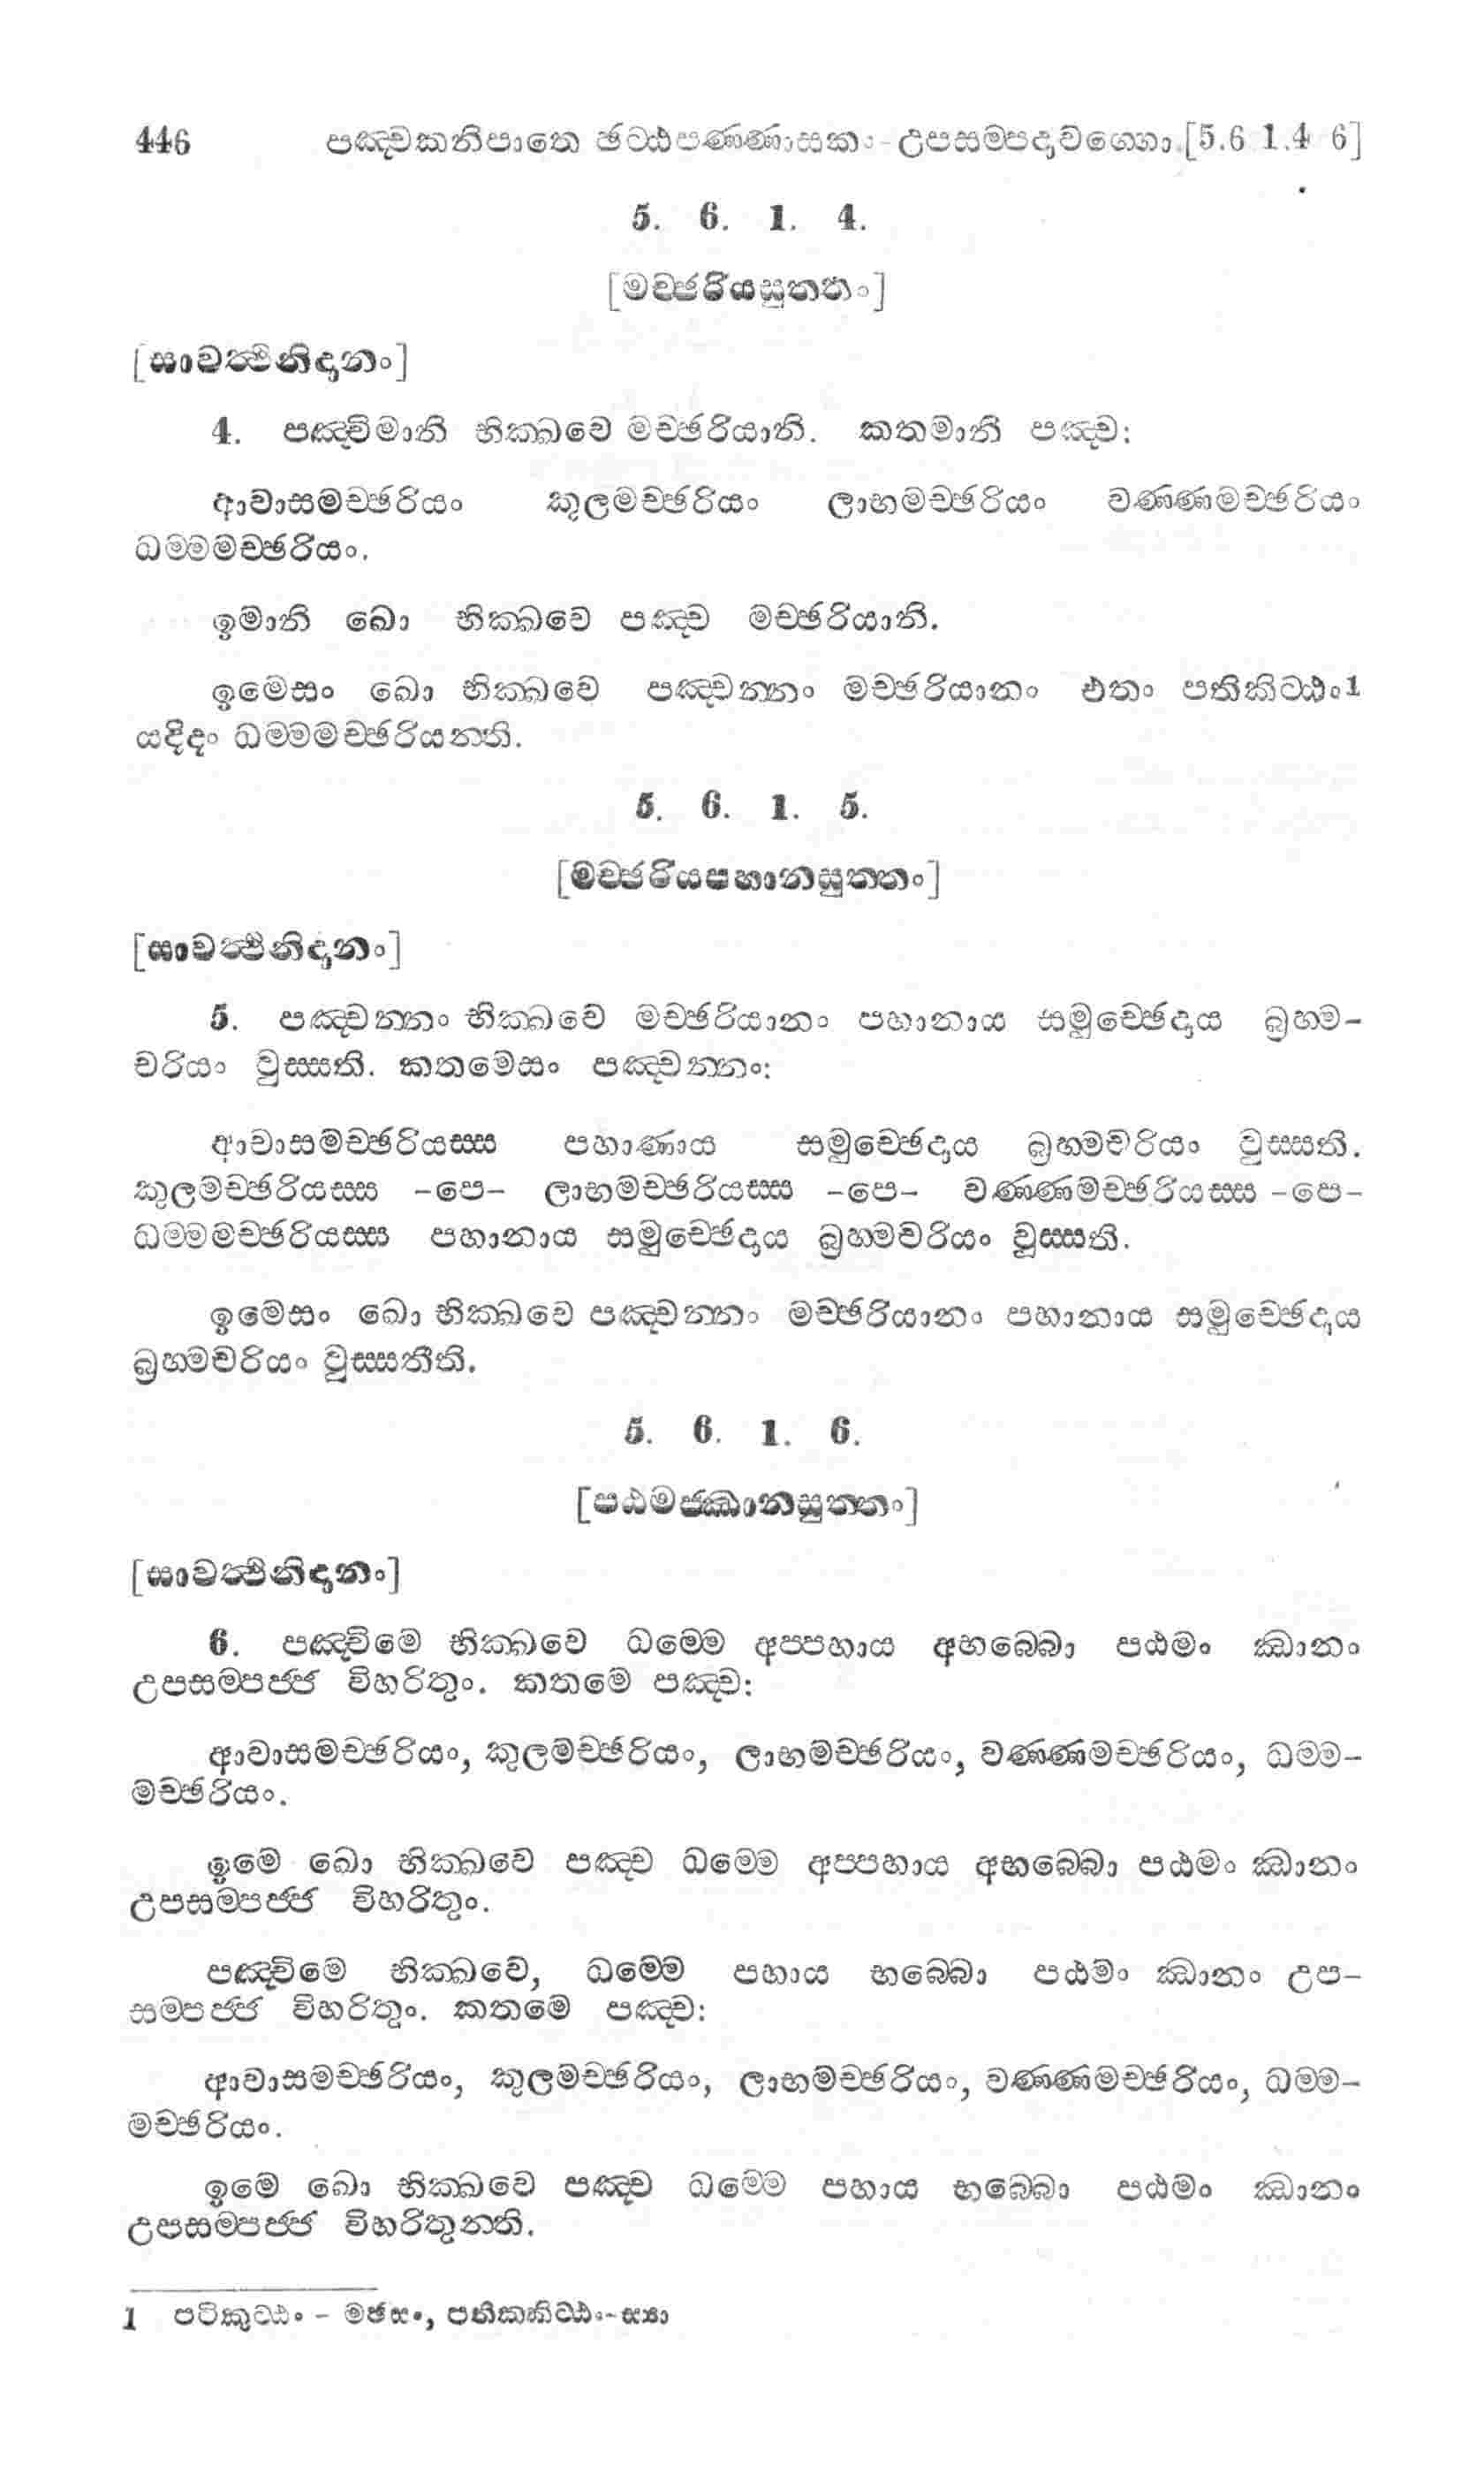 446 පඤ්චකනිපාතෙ ඡට්ඨපණ්ණාසකං - උපසම්පදාවග්ගො [5.6 1.4 6]
5. 6. 1. 4.
[මච්ඡරියසුත්තං]
[සාවත්ථිනිදානං]
4. පඤ්චිමානි භික්ඛවෙ මච්ඡරියානි. කතමානි පඤ්ච:
ආවාසමච්ඡරියං කුලමච්ඡරියං ලාභමච්ඡරියං වණ්ණමච්ඡරියං
ධම්මමච්ඡරියං.
ඉමානි ඛො භික්ඛවෙ පඤ්ච මච්ඡරියානි.
ඉමෙසං ඛො භික්ඛවෙ පඤ්චන්නං මච්ඡරියානං එතං පතිකිට්ඨං1
යදිදං ධම්මමච්ඡරියන්ති.
5. 6. 1. 5.
[මච්ඡරියපහානසුත්තං]
[සාවත්ථිනිදානං]
5. පඤ්චන්නං භික්ඛවෙ මච්ඡරියානං පහානාය සමුච්ඡෙදාය බ්‍රහ්ම-
චරියං වුස්සති. කතමෙසං පඤ්චන්නං:
ආවාසමච්ඡරියස්ස පහාණාය සමුච්ඡෙදාය බ්‍රහ්මචරියං වුස්සති.
කුලමච්ඡරියස්ස -පෙ- ලාභමච්ඡරියස්ස -පෙ- වණ්ණමච්ඡරියස්ස -පෙ-
ධම්මමච්ඡරියස්ස පහානාය සමුච්ඡෙදාය බ්‍රහ්මචරියං වුස්සති.
ඉමෙසං ඛො භික්ඛවෙ පඤ්චන්නං මච්ඡරියානං පහානාය සමුච්ඡෙදාය
බ්‍රහ්මචරියං වුස්සතීති.
5. 6. 1. 6.
[පඨමජ්ඣානසුත්තං]
[සාවත්ථිනිදානං]
6. පඤ්චිමෙ භික්ඛවෙ ධම්මෙ අප්පහාය අභබ්බො පඨමං ඣානං
උපසම්පජ්ජ විහරිතුං. කතමෙ පඤ්ච:
ආවාසමච්ඡරියං, කුලමච්ඡරියං, ලාභමච්ඡරියං, වණ්ණමච්ඡරියං, ධම්ම-
මච්ඡරියං.
ඉමෙ ඛො භික්ඛවෙ පඤ්ච ධම්මෙ අප්පහාය අභබ්බො පඨමං ඣානං
උපසම්පජ්ජ විහරිතුං.
පඤ්චිමෙ භික්ඛවෙ, ධම්මෙ පහාය භබ්බො පඨමං ඣානං උප-
සම්පජ්ජ විහරිතුං. කතමෙ පඤ්ච:
ආවාසමච්ඡරියං, කුලමච්ඡරියං, ලාභමච්ඡරියං, වණ්ණමච්ඡරියං, ධම්ම-
මච්ඡරියං.
ඉමෙ ඛො භික්ඛවෙ පඤ්ච ධම්මෙ පහාය භබ්බො පඨමං ඣානං
උපසම්පජ්ජ විහරිතුන්ති.
1 පටිකුට්ඨං - මඡසං, පතික්කිට්ඨං-ස්‍යා